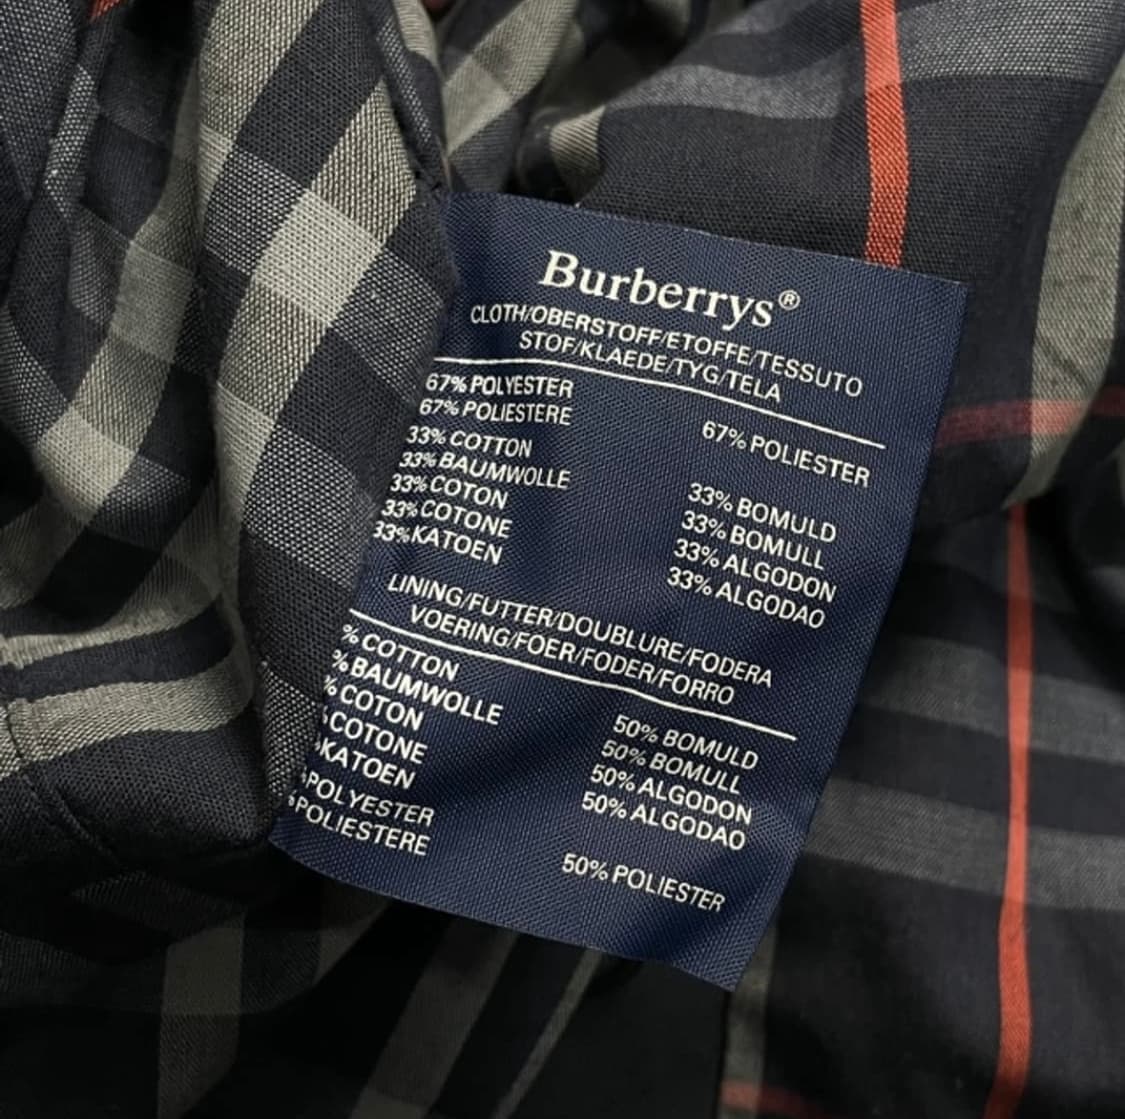 Burberrys®
CLOTH/OBERSTOFF/ETOFFE/TESSUTO
STOF/KLAEDE/TYG/TELA
67% POLYESTER
67% POLIESTERE
33% COTTON
33% BAUMWOLLE
33% COTON
33% COTONE
33% KATOEN
67% POLIESTER
33% BOMULD
33% BOMULL
33% ALGODON
33% ALGODAO
LINING/FUTTER/DOUBLURE/FODERA
VOERING/FOER/FODER/FORRO
% COTTON
% BAUMWOLLE
% COTON
COTONE
KATOEN
POLYESTER
POLIESTERE
50% BOMULD
50% BOMULL
50% ALGODON
50% ALGODAO
50% POLIESTER